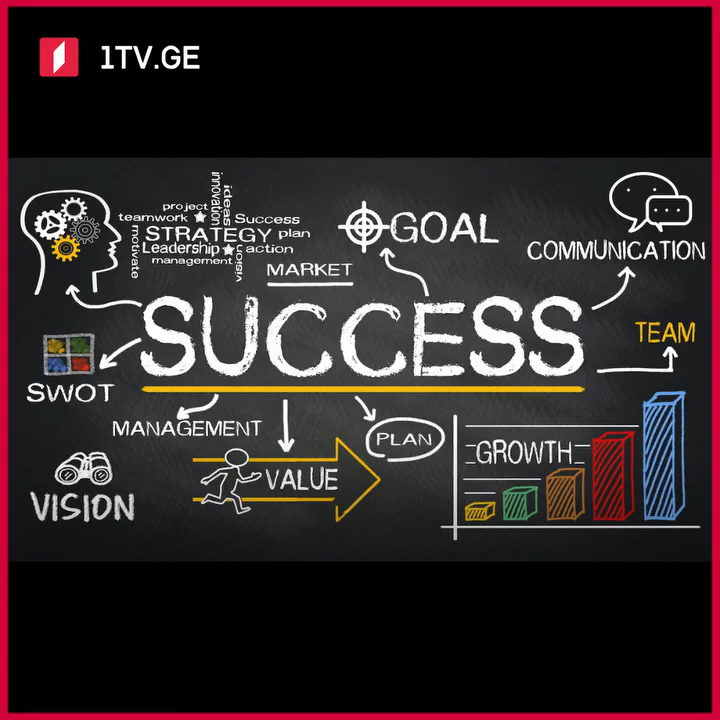 1TV.GE
project
teamwork
innovation
ideas
Success
STRATEGY plan
motivate
Leadership
action
management
vision
MARKET
GOAL
COMMUNICATION
SUCCESS
TEAM
SWOT
MANAGEMENT
PLAN
GROWTH
VALUE
VISION